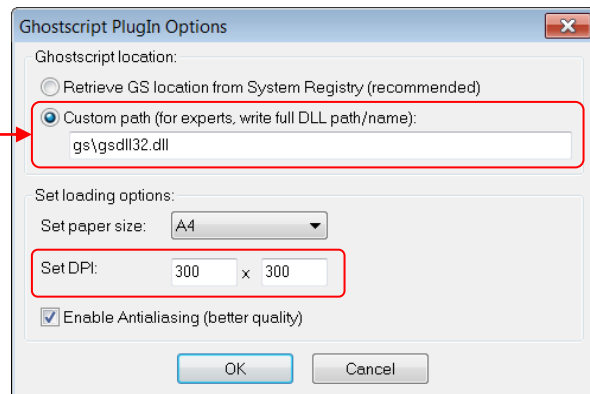 Ghostscript PlugIn Options
Ghostscript location:
Retrieve GS location from System Registry (recommended)
Custom path (for experts, write full DLL path/name):
gs\gsdll32.dll
Set loading options:
Set paper size: A4
Set DPI: 300 x 300
Enable Antialiasing (better quality)
OK Cancel